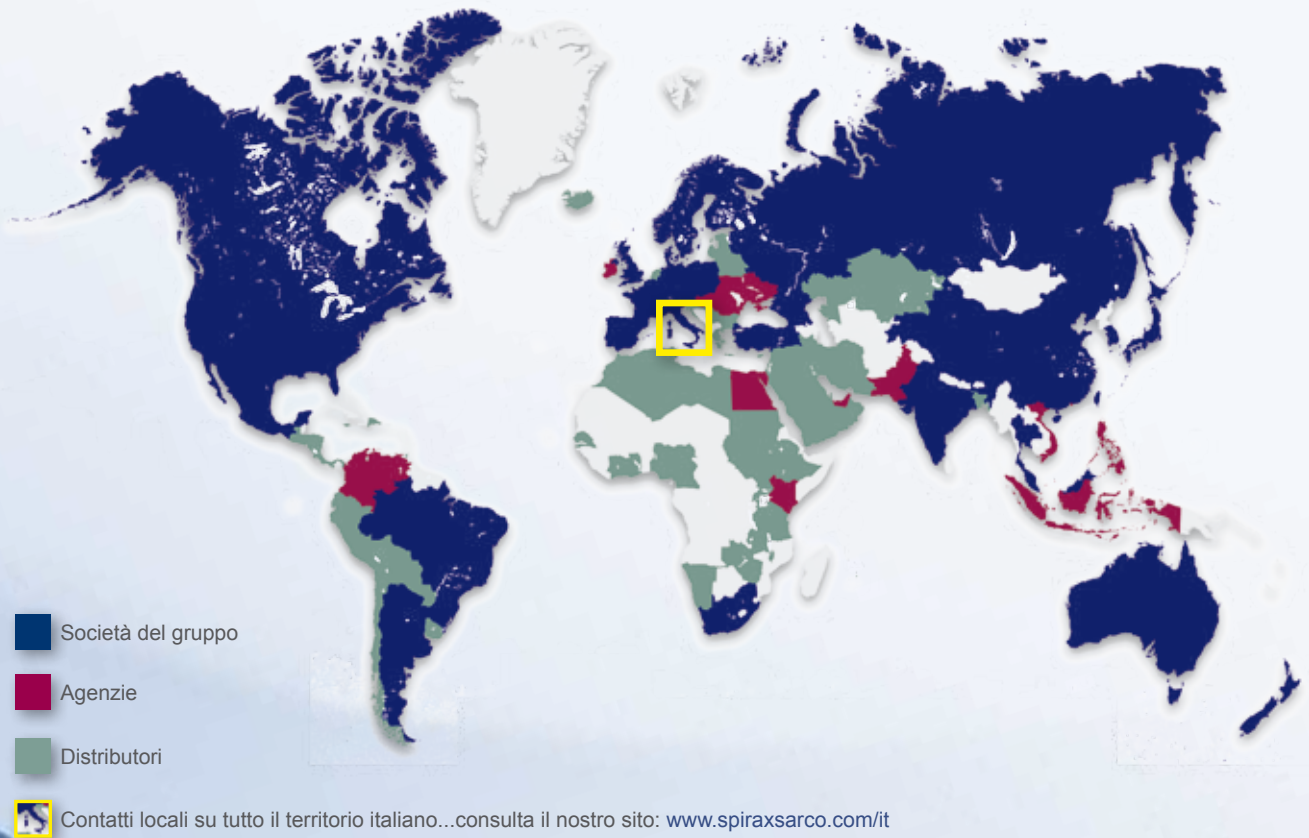 Società del gruppo
Agenzie
Distributori
Contatti locali su tutto il territorio italiano...consulta il nostro sito: www.spiraxsarco.com/it